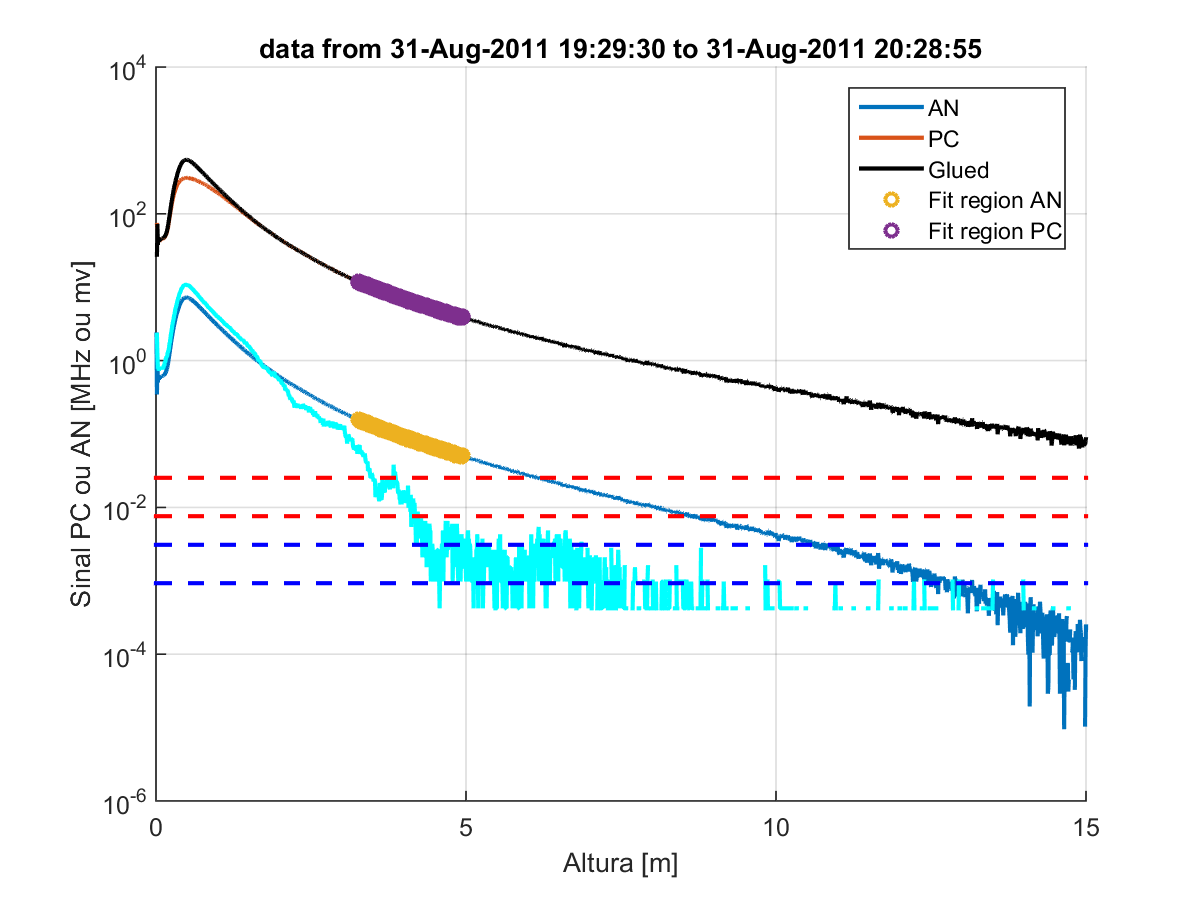 data from 31-Aug-2011 19:29:30 to 31-Aug-2011 20:28:55
Sinal PC ou AN [MHz ou mv]
10^4
10^2
10^0
10^-2
10^-4
10^-6
AN
PC
Glued
Fit region AN
Fit region PC
0 5 10 15
Altura [m]